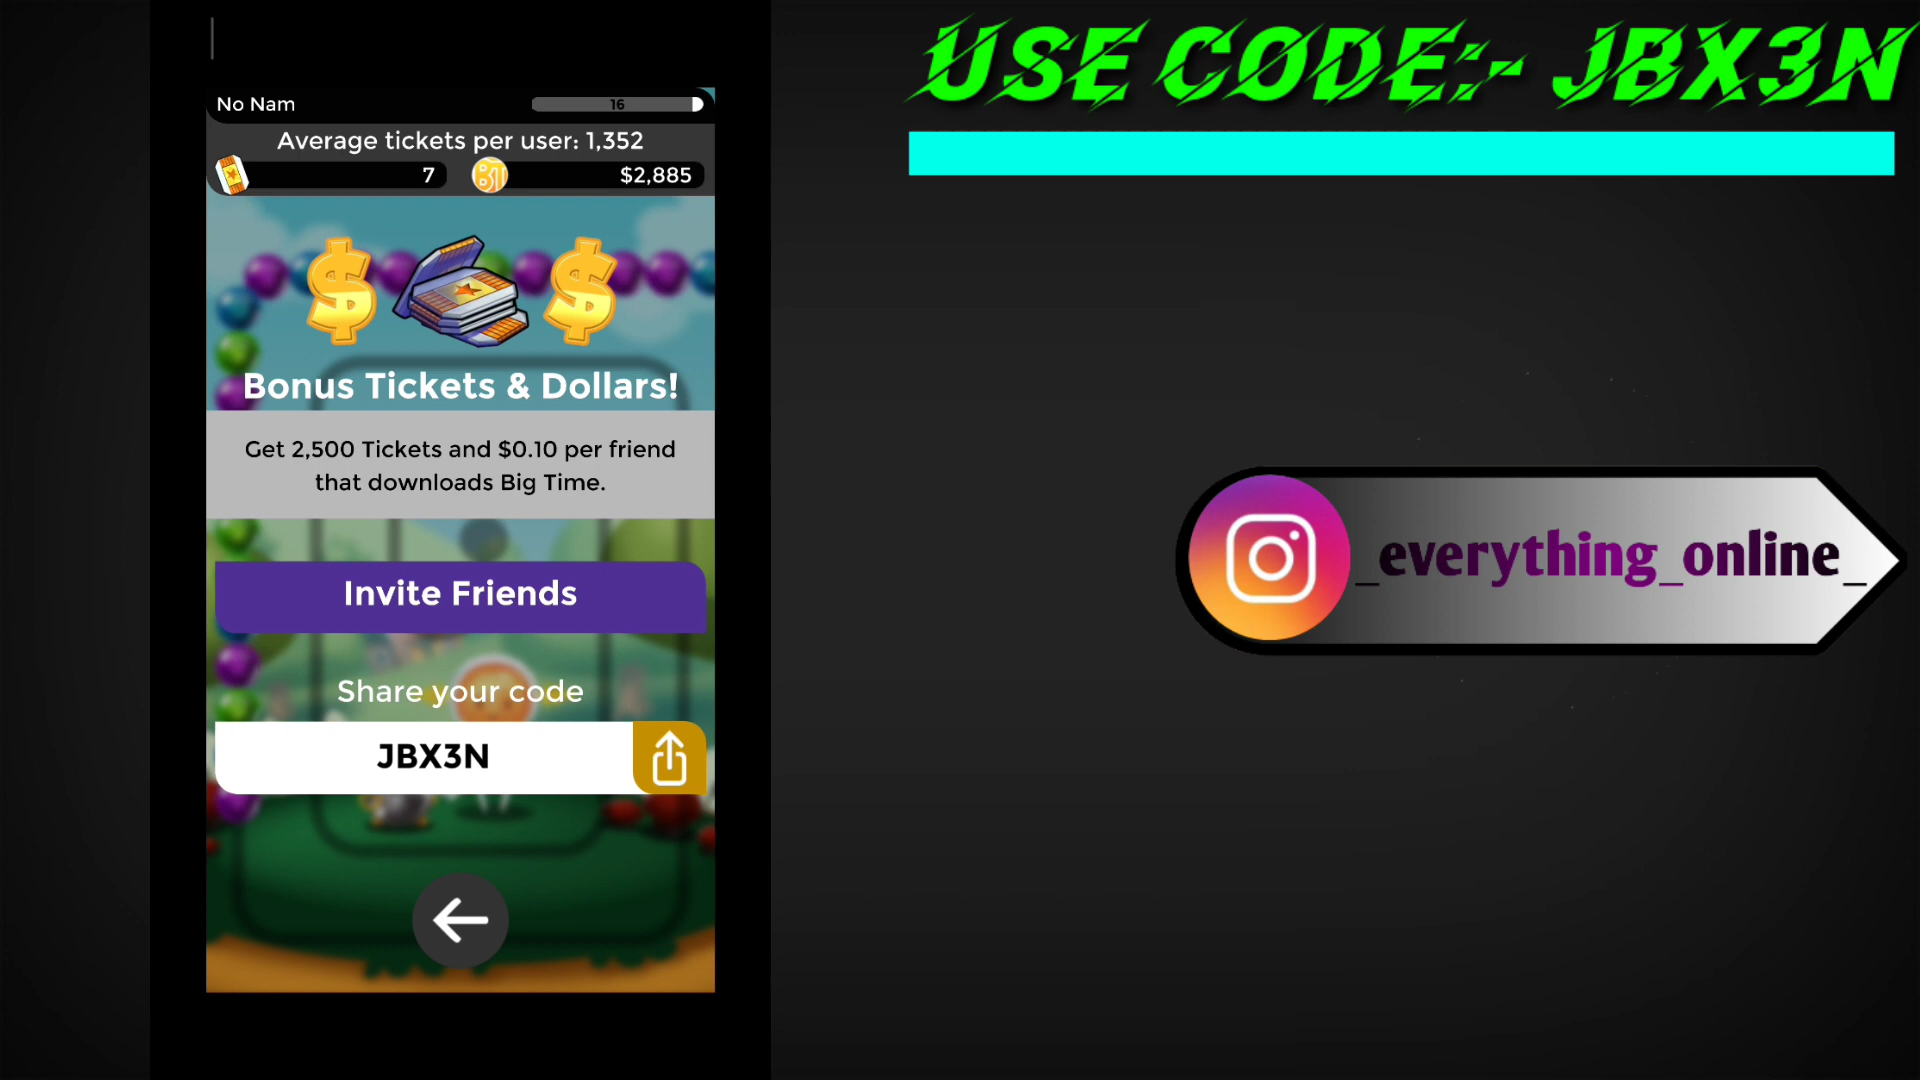 USE CODE:- JBX3N
No Nam
16
Average tickets per user: 1,352
7
$2,885
Bonus Tickets & Dollars!
Get 2,500 Tickets and $0.10 per friend
that downloads Big Time.
Invite Friends
Share your code
JBX3N
_everything_online_